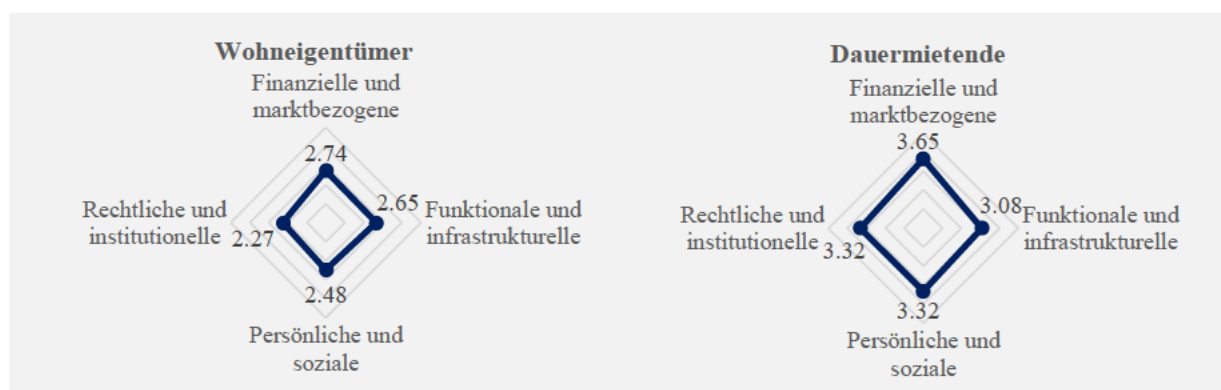 Wohneigentümer
Finanzielle und
marktbezogene
2.74
2.65
Funktionale und
infrastrukturelle
Rechtliche und
institutionelle
2.27
2.48
Persönliche und
soziale
Dauermietende
Finanzielle und
marktbezogene
3.65
3.08
Funktionale und
infrastrukturelle
Rechtliche und
institutionelle
3.32
3.32
Persönliche und
soziale